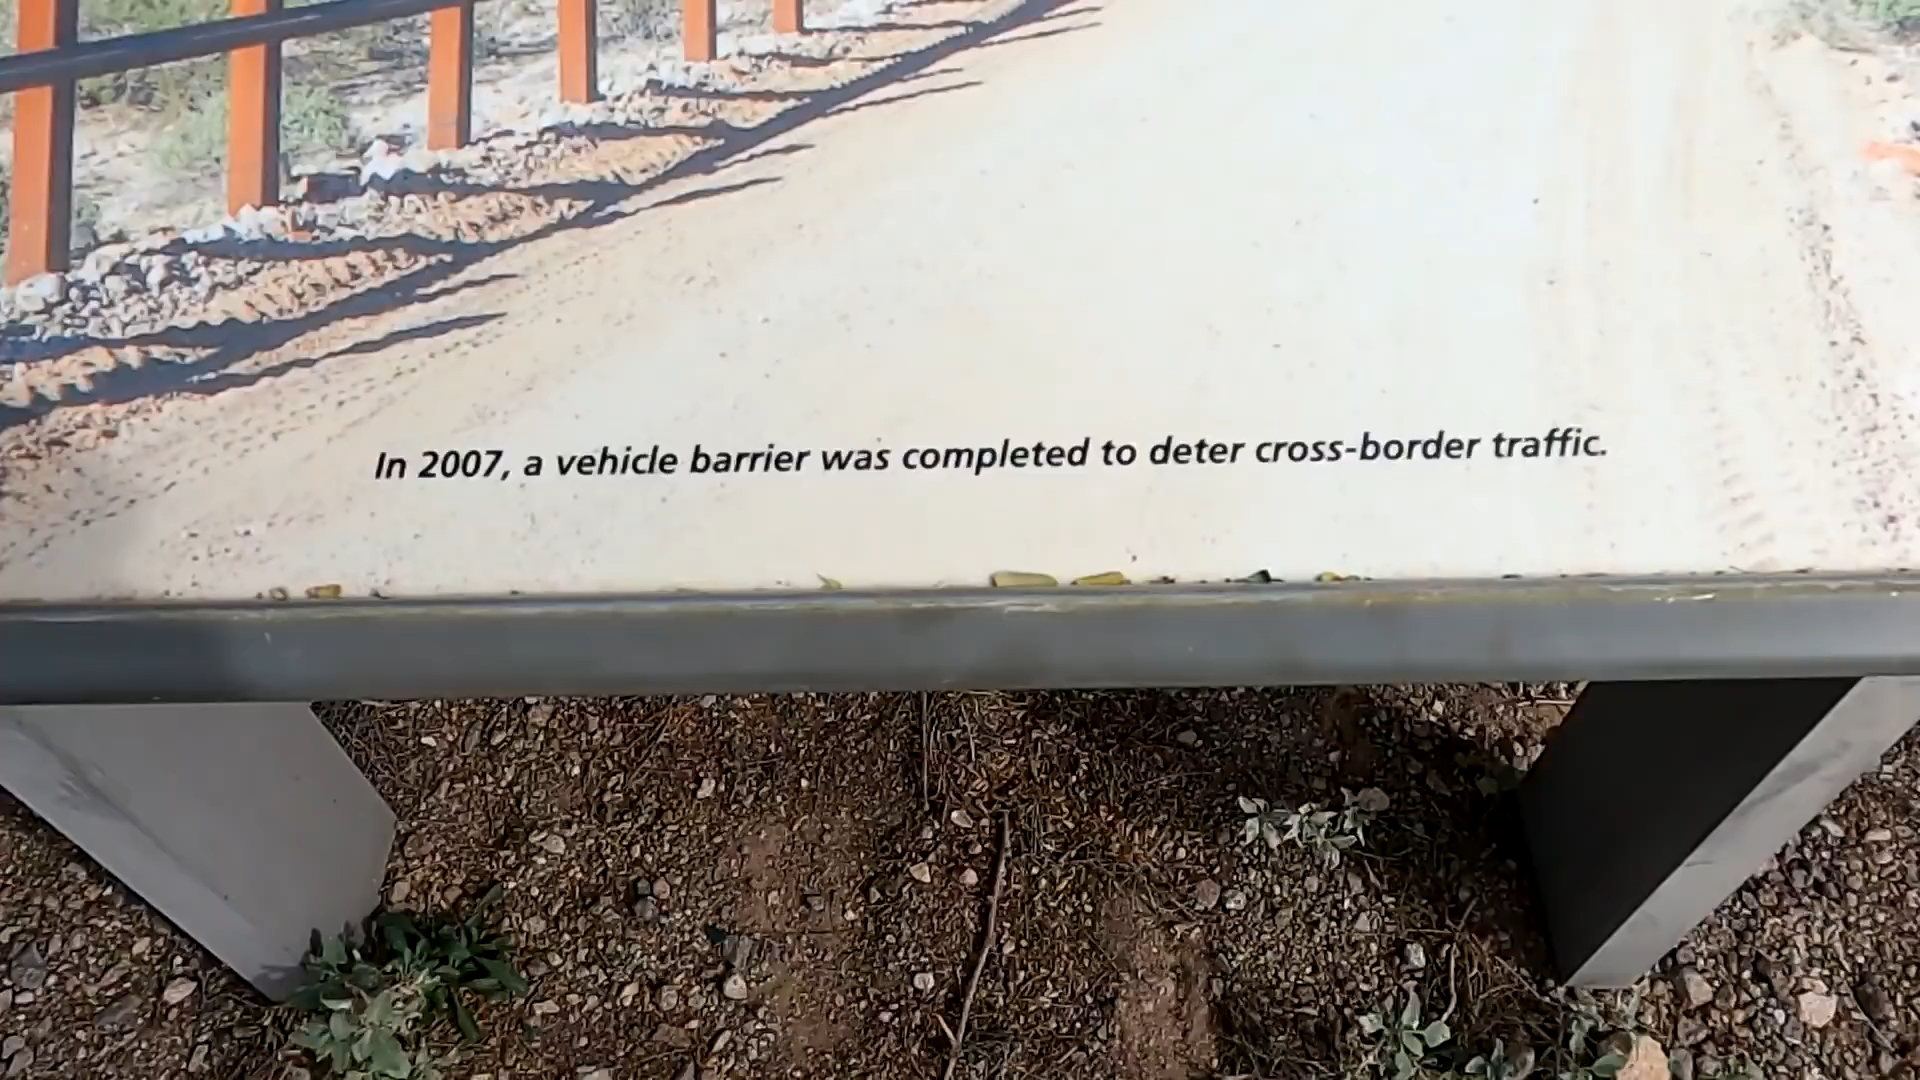 In 2007, a vehicle barrier was completed to deter cross-border traffic.